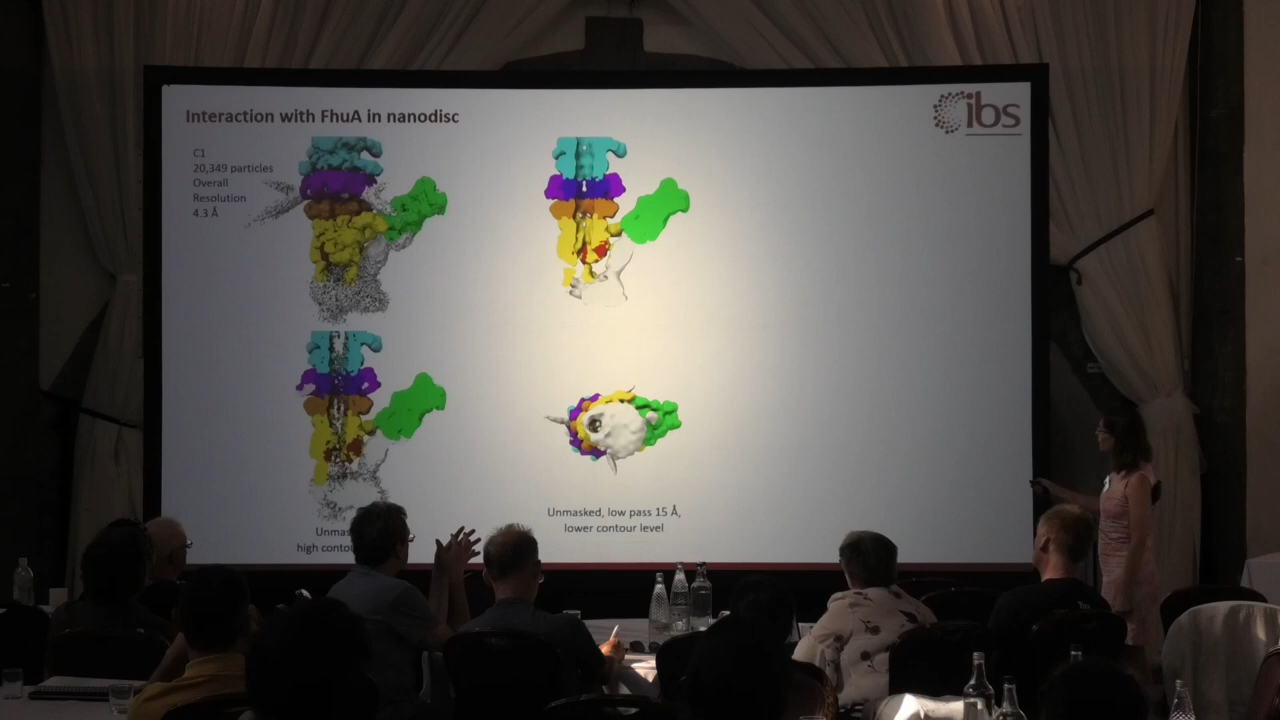 Interaction with FhuA in nanodisc
ibs
C1
20,349 particles
Overall
Resolution
4.3 Å
Unmasked, low pass 15 Å,
lower contour level
high